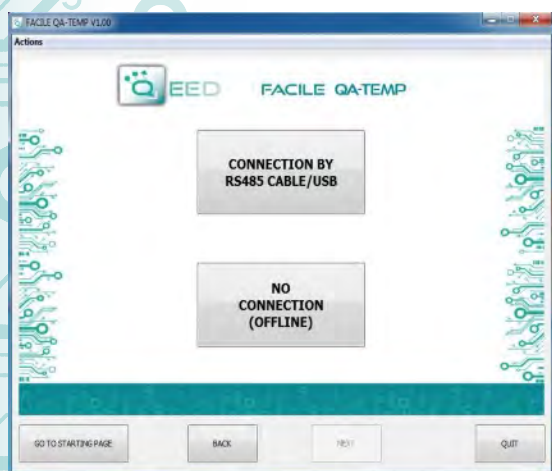 FACILE QA-TEMP V1.00
Actions
QEED FACILE QA-TEMP
CONNECTION BY
RS485 CABLE/USB
NO
CONNECTION
(OFFLINE)
GO TO STARTING PAGE BACK NEXT QUIT